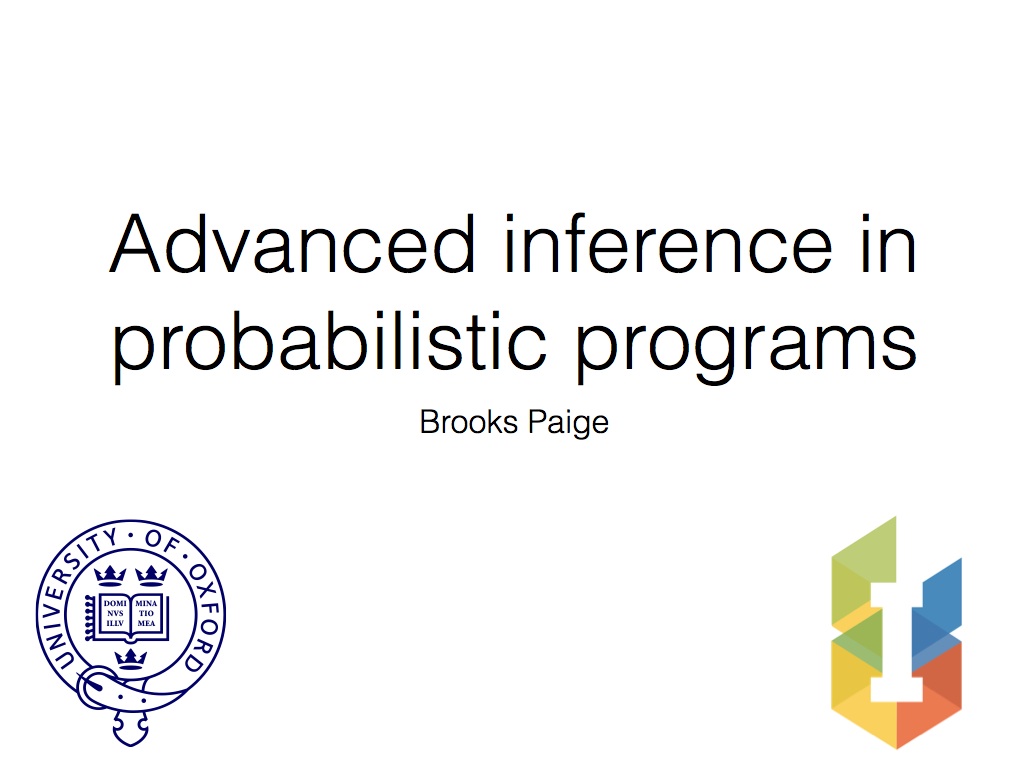 Advanced inference in
probabilistic programs
Brooks Paige
UNIVERSITY · OF · OXFORD
DOMI
NVS
ILLV
MINA
TIO
MEA
I